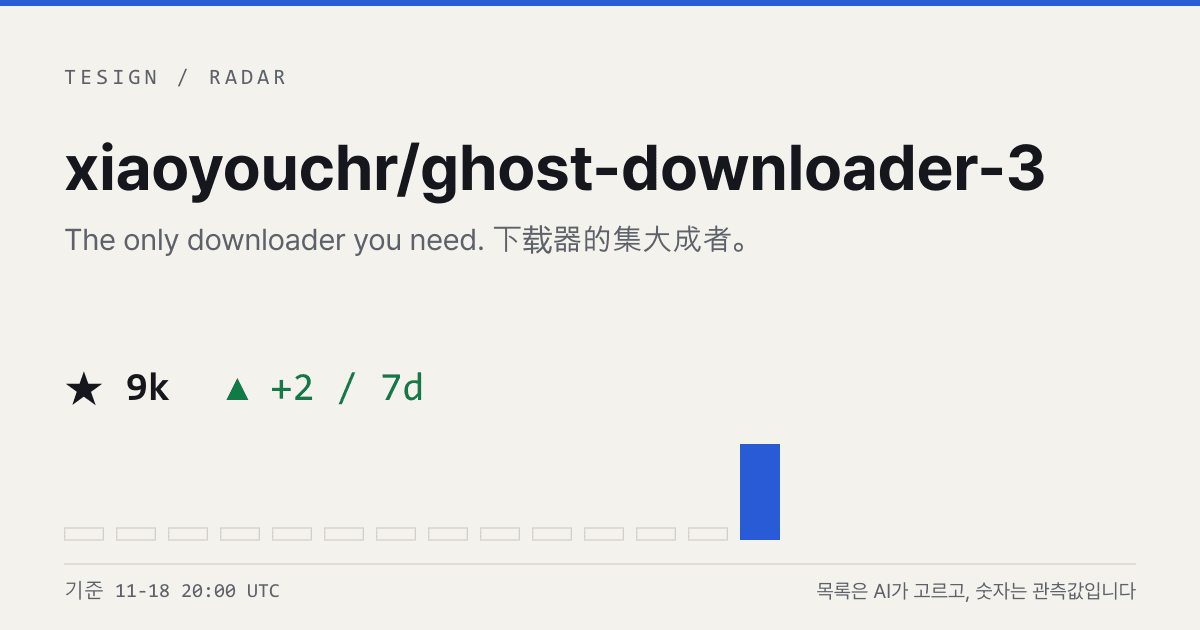 TESIGN / RADAR
xiaoyouchr/ghost-downloader-3
The only downloader you need. 下载器的集大成者。
★ 9k ▲ +2 / 7d
기준 11-18 20:00 UTC
목록은 AI가 고르고, 숫자는 관측값입니다